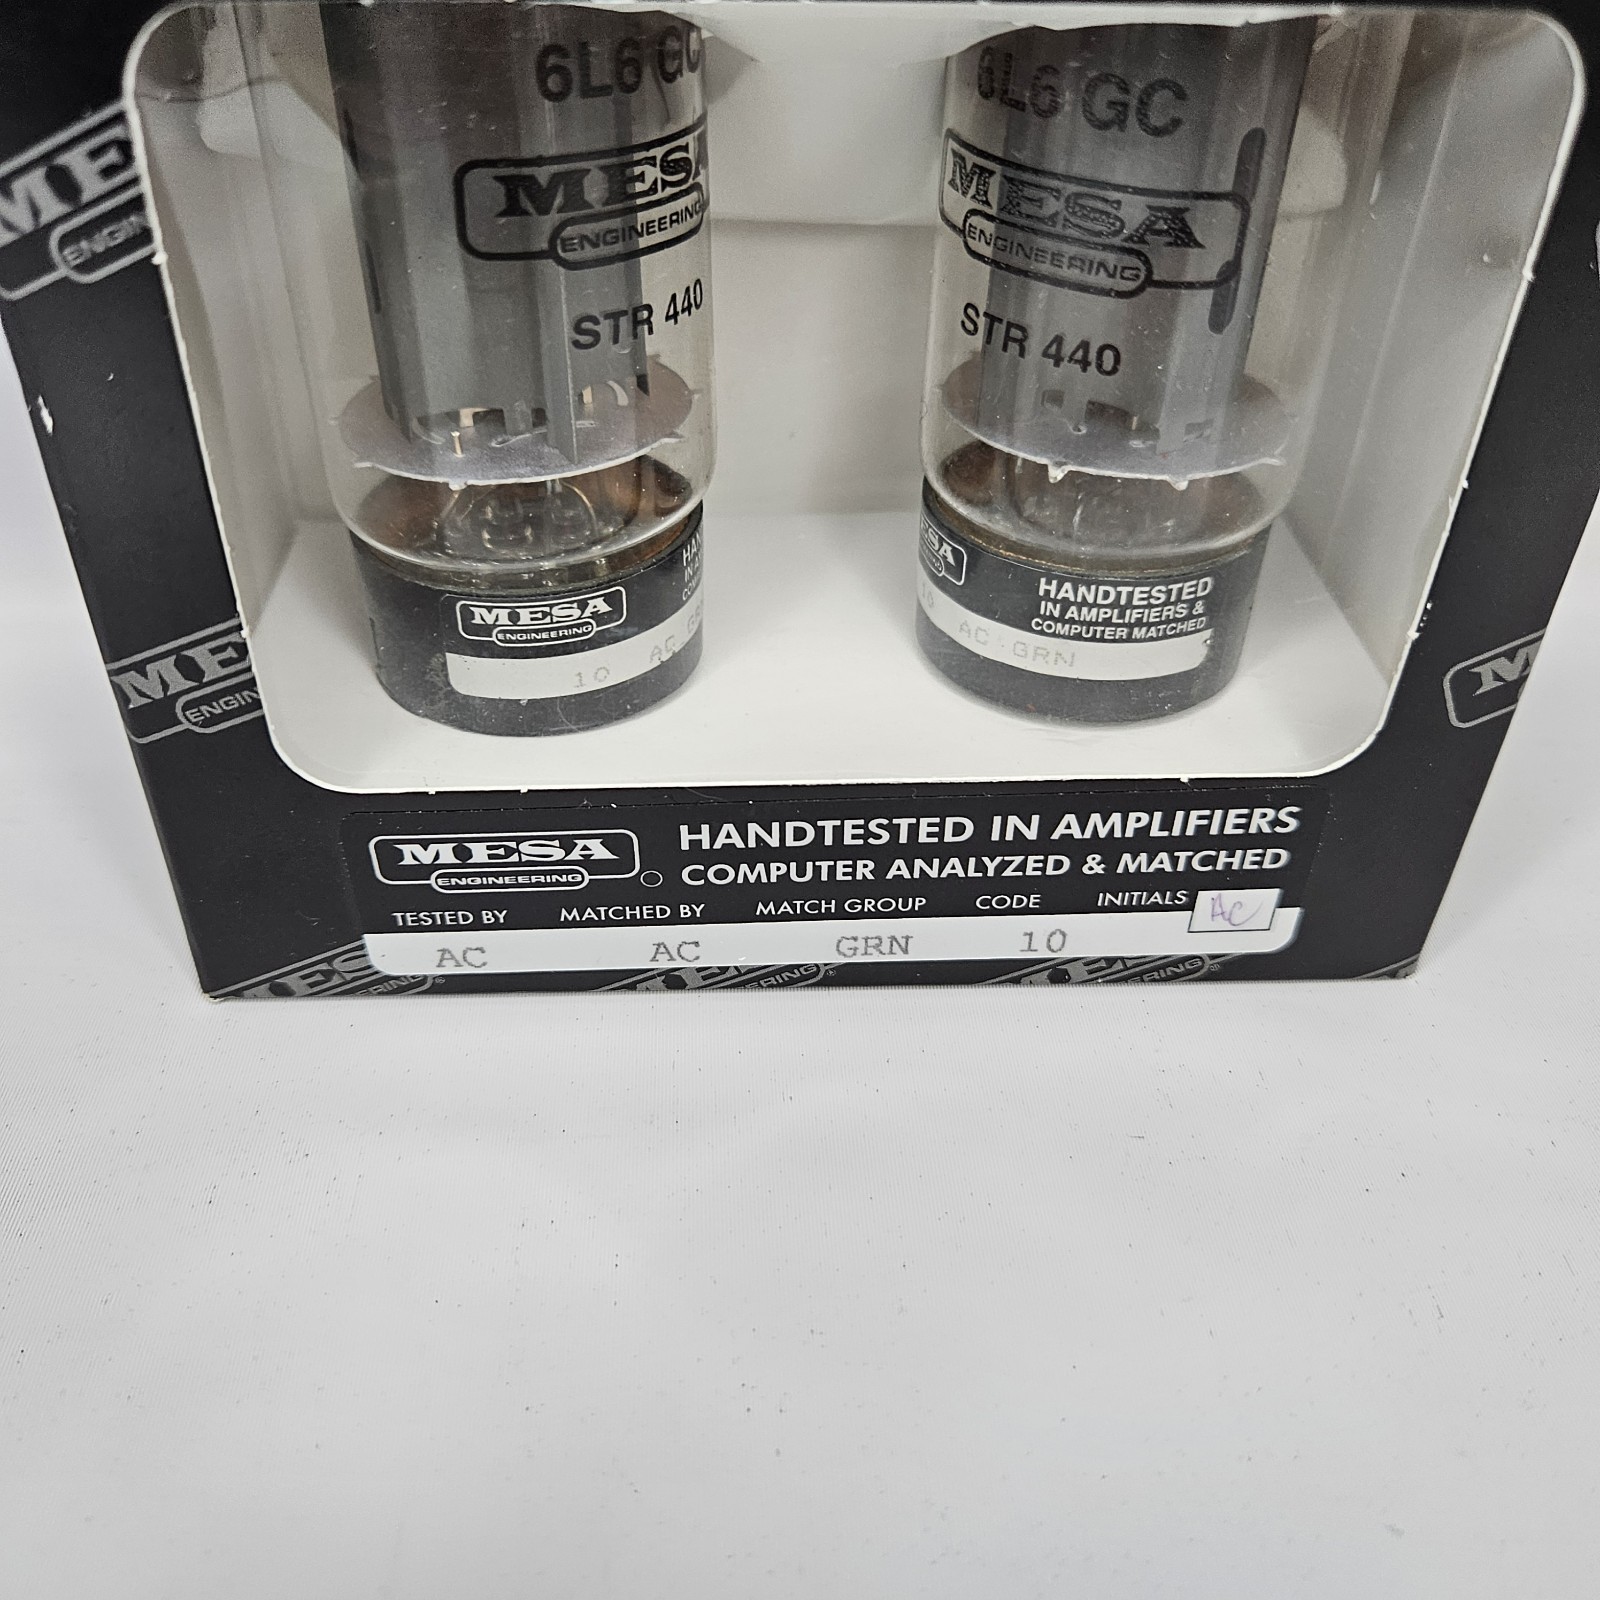 6L6 GC
MESA
ENGINEERING
STR 440
6L6 GC
MESA
ENGINEERING
STR 440
MESA
ENGINEERING
10 AC
MESA
HANDTESTED
IN AMPLIFIERS &
COMPUTER MATCHED
10 AC GRN
MESA
ENGINEERING
HANDTESTED IN AMPLIFIERS
COMPUTER ANALYZED & MATCHED
TESTED BY MATCHED BY MATCH GROUP CODE INITIALS AC
AC AC GRN 10